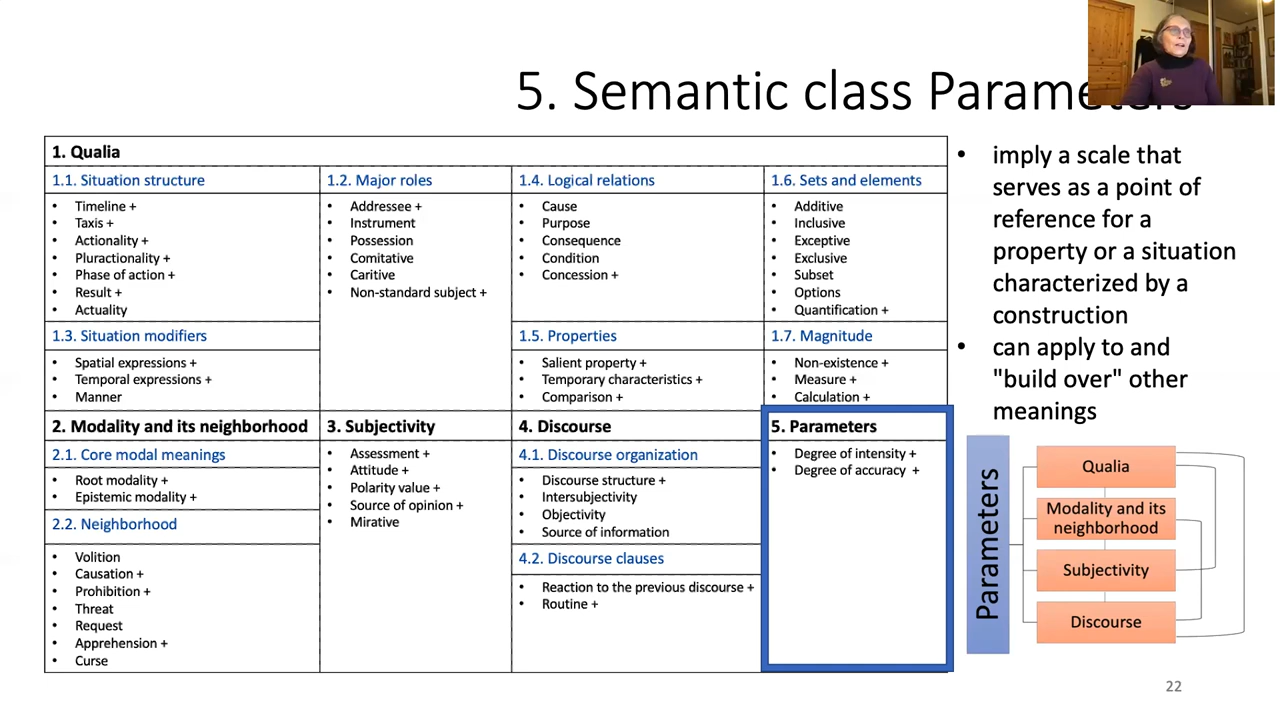 5. Semantic class Parameters
1. Qualia
1.1. Situation structure
• Timeline +
• Taxis +
• Actionality +
• Pluractionality +
• Phase of action +
• Result +
• Actuality
1.2. Major roles
• Addressee +
• Instrument
• Possession
• Comitative
• Caritive
• Non-standard subject +
1.4. Logical relations
• Cause
• Purpose
• Consequence
• Condition
• Concession +
1.6. Sets and elements
• Additive
• Inclusive
• Exceptive
• Exclusive
• Subset
• Options
• Quantification +
1.3. Situation modifiers
• Spatial expressions +
• Temporal expressions +
• Manner
1.5. Properties
• Salient property +
• Temporary characteristics +
• Comparison +
1.7. Magnitude
• Non-existence +
• Measure +
• Calculation +
2. Modality and its neighborhood
2.1. Core modal meanings
• Root modality +
• Epistemic modality +
2.2. Neighborhood
• Volition
• Causation +
• Prohibition +
• Threat
• Request
• Apprehension +
• Curse
3. Subjectivity
• Assessment +
• Attitude +
• Polarity value +
• Source of opinion +
• Mirative
4. Discourse
4.1. Discourse organization
• Discourse structure +
• Intersubjectivity
• Objectivity
• Source of information
4.2. Discourse clauses
• Reaction to the previous discourse +
• Routine +
5. Parameters
• Degree of intensity +
• Degree of accuracy +
• imply a scale that
serves as a point of
reference for a
property or a situation
characterized by a
construction
• can apply to and
"build over" other
meanings
Parameters
Qualia
Modality and its
neighborhood
Subjectivity
Discourse
22